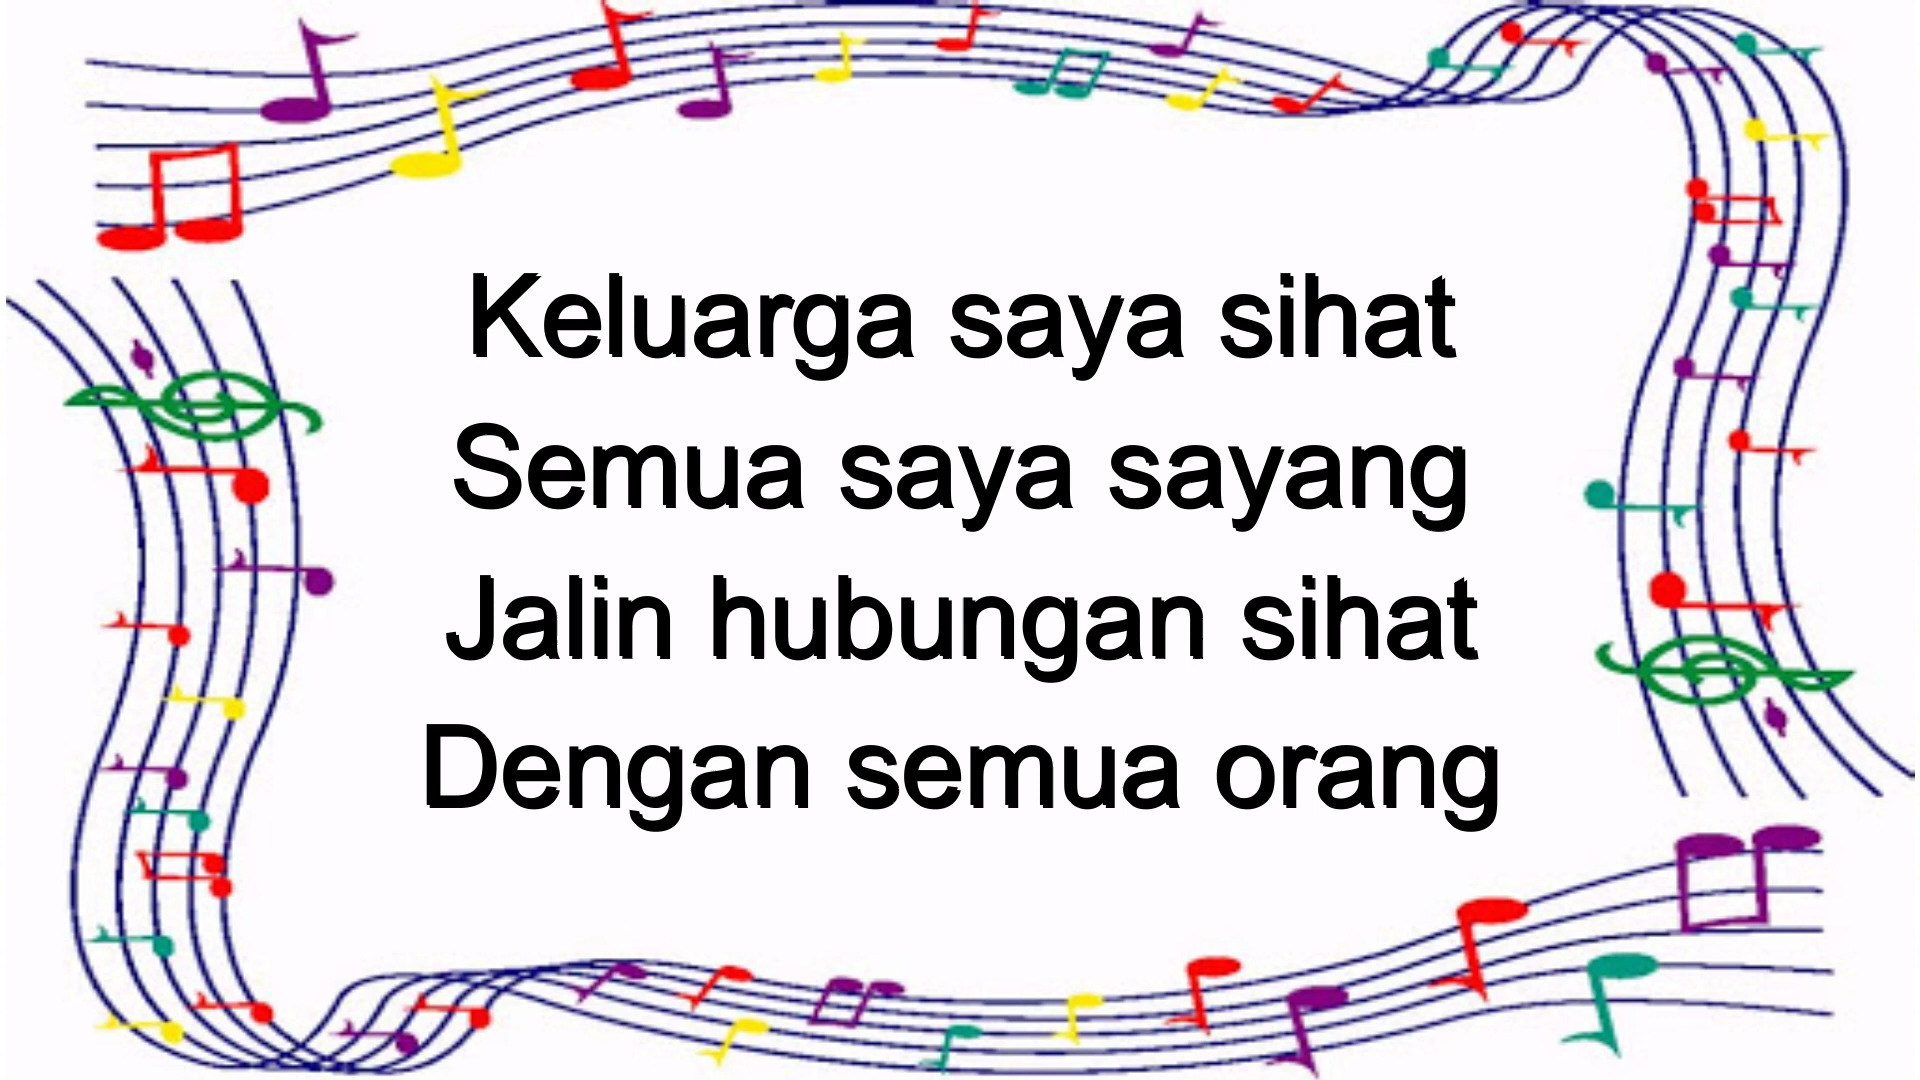 Keluarga saya sihat
Semua saya sayang
Jalin hubungan sihat
Dengan semua orang